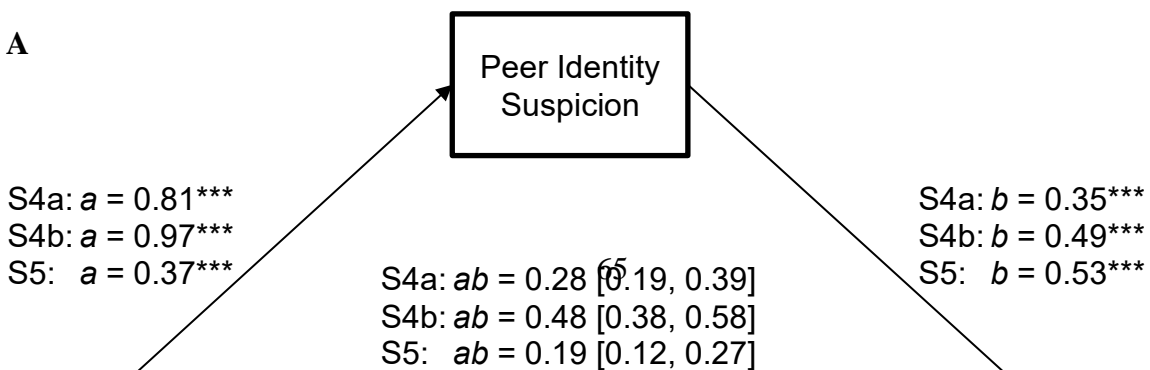 A
Peer Identity
Suspicion
S4a: a = 0.81***
S4b: a = 0.97***
S5: a = 0.37***
S4a: b = 0.35***
S4b: b = 0.49***
S5: b = 0.53***
65
S4a: ab = 0.28 [0.19, 0.39]
S4b: ab = 0.48 [0.38, 0.58]
S5: ab = 0.19 [0.12, 0.27]